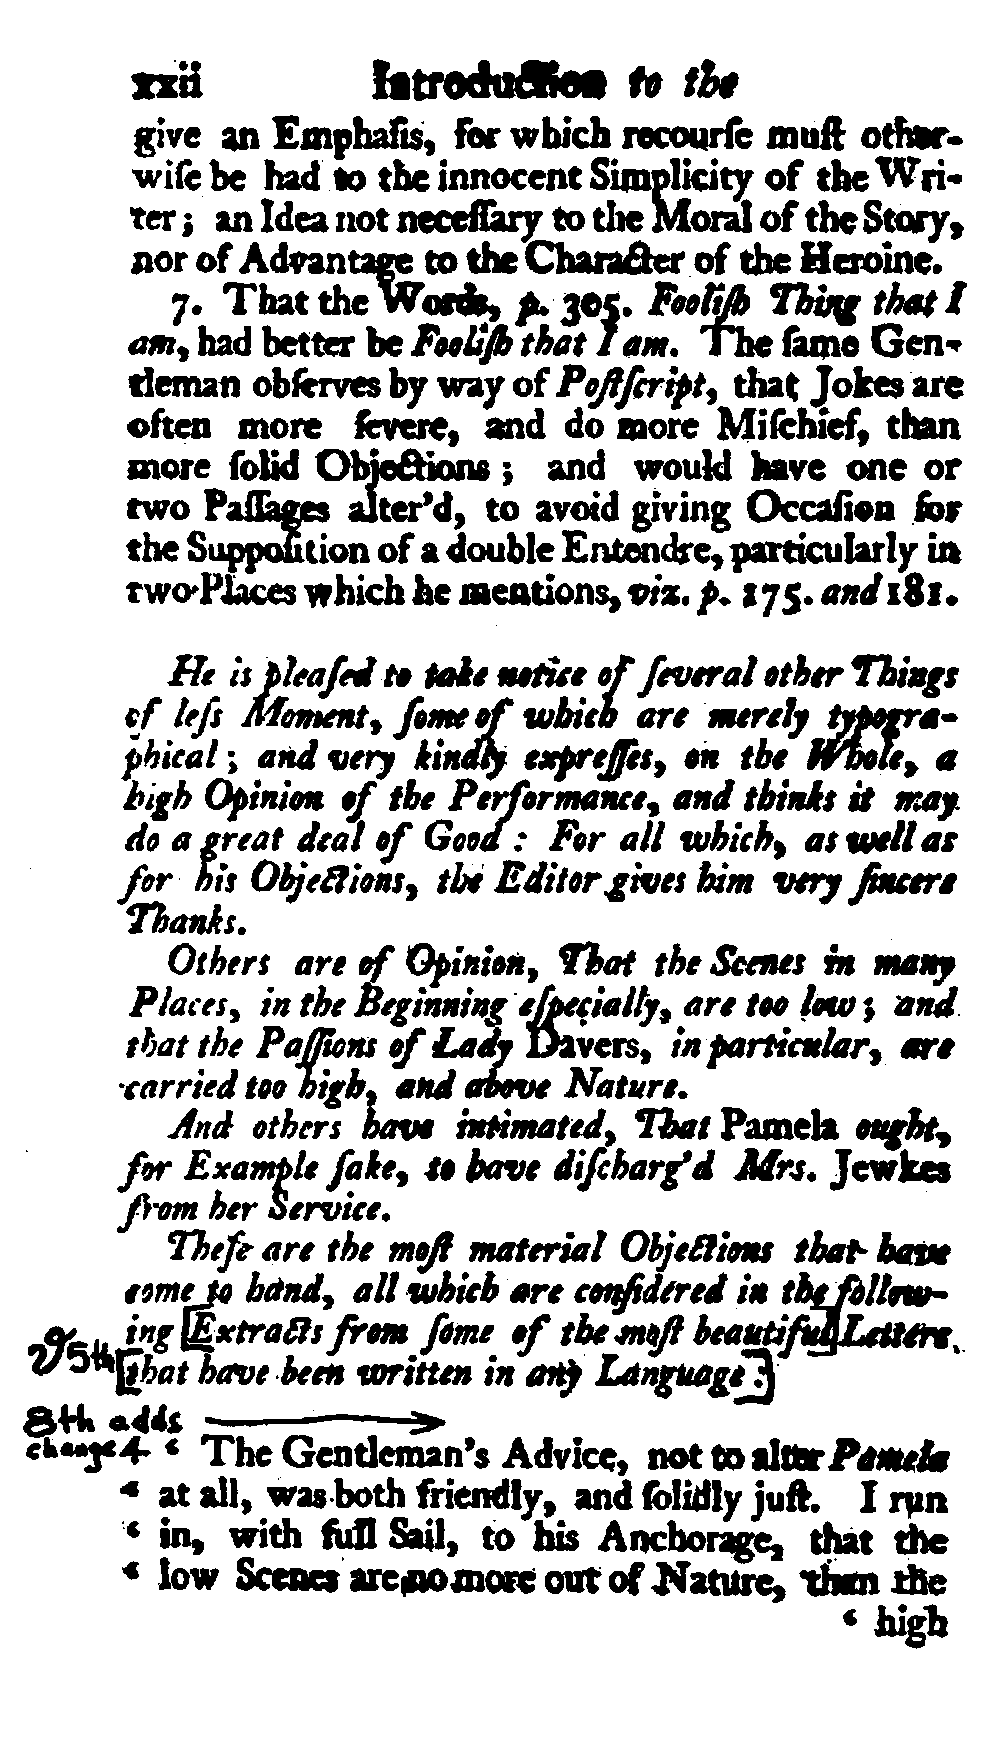 xxii Introduction to the
give an Emphaſis, for which recourſe muſt other-
wiſe be had to the innocent Simplicity of the Wri-
ter; an Idea not neceſſary to the Moral of the Story,
nor of Advantage to the Character of the Heroine.
7. That the Words, p. 305. Fooliſh Thing that I
am, had better be Fooliſh that I am. The ſame Gen-
tleman obſerves by way of Poſtſcript, that Jokes are
often more ſevere, and do more Miſchief, than
more ſolid Objections; and would have one or
two Paſſages alter'd, to avoid giving Occaſion for
the Suppoſition of a double Entendre, particularly in
two Places which he mentions, viz. p. 175. and 181.
He is pleaſed to take notice of ſeveral other Things
of leſs Moment, ſome of which are merely typogra-
phical; and very kindly expreſſes, on the Whole, a
high Opinion of the Performance, and thinks it may
do a great deal of Good: For all which, as well as
for his Objections, the Editor gives him very ſincere
Thanks.
Others are of Opinion, That the Scenes in many
Places, in the Beginning eſpecially, are too low; and
that the Paſſions of Lady Davers, in particular, are
carried too high, and above Nature.
And others have intimated, That Pamela ought,
for Example ſake, to have diſcharg'd Mrs. Jewkes
from her Service.
Theſe are the moſt material Objections that have
come to hand, all which are conſidered in the follow-
ing [Extracts from ſome of the moſt beautiful] Letters
5th [that have been written in any Language:]
8th adds
change 4 ‘ The Gentleman's Advice, not to alter Pamela
‘ at all, was both friendly, and ſolidly juſt. I run
‘ in, with full Sail, to his Anchorage, that the
‘ low Scenes are no more out of Nature, than the
‘ high